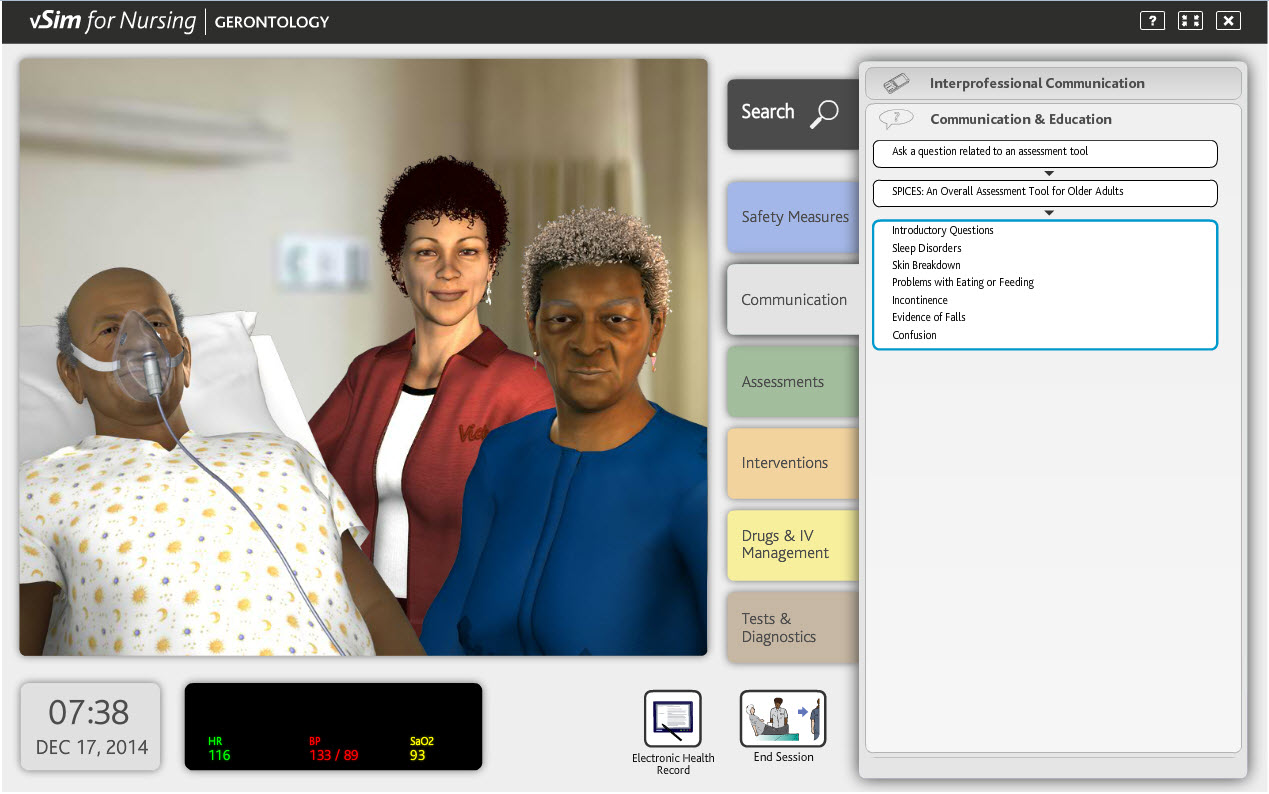 vSim for Nursing GERONTOLOGY
?
Search
Safety Measures
Communication
Assessments
Interventions
Drugs & IV
Management
Tests &
Diagnostics
Interprofessional Communication
?
Communication & Education
Ask a question related to an assessment tool
SPICES: An Overall Assessment Tool for Older Adults
Introductory Questions
Sleep Disorders
Skin Breakdown
Problems with Eating or Feeding
Incontinence
Evidence of Falls
Confusion
07:38
DEC 17, 2014
HR
116
BP
133 / 89
SaO2
93
Electronic Health
Record
End Session